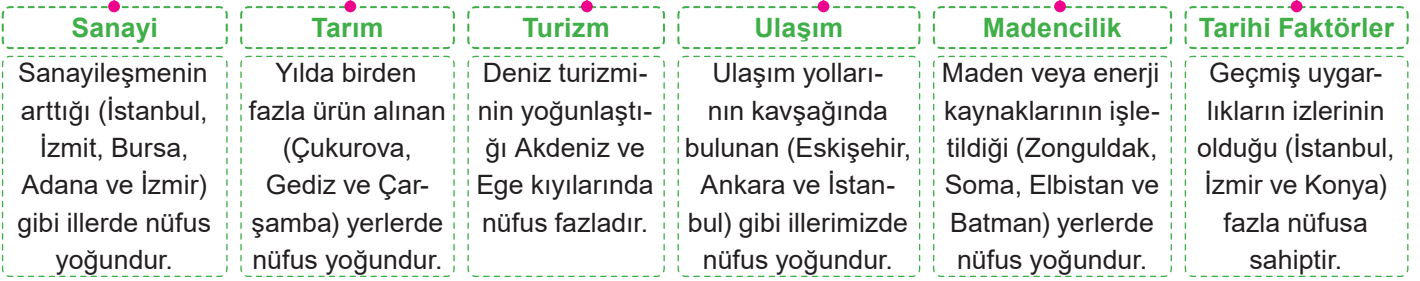 Sanayi
Sanayileşmenin
arttığı (İstanbul,
İzmit, Bursa,
Adana ve İzmir)
gibi illerde nüfus
yoğundur.
Tarım
Yılda birden
fazla ürün alınan
(Çukurova,
Gediz ve Çar-
şamba) yerlerde
nüfus yoğundur.
Turizm
Deniz turizmi-
nin yoğunlaştı-
ğı Akdeniz ve
Ege kıyılarında
nüfus fazladır.
Ulaşım
Ulaşım yolları-
nın kavşağında
bulunan (Eskişehir,
Ankara ve İstan-
bul) gibi illerimizde
nüfus yoğundur.
Madencilik
Maden veya enerji
kaynaklarının işle-
tildiği (Zonguldak,
Soma, Elbistan ve
Batman) yerlerde
nüfus yoğundur.
Tarihi Faktörler
Geçmiş uygar-
lıkların izlerinin
olduğu (İstanbul,
İzmir ve Konya)
fazla nüfusa
sahiptir.